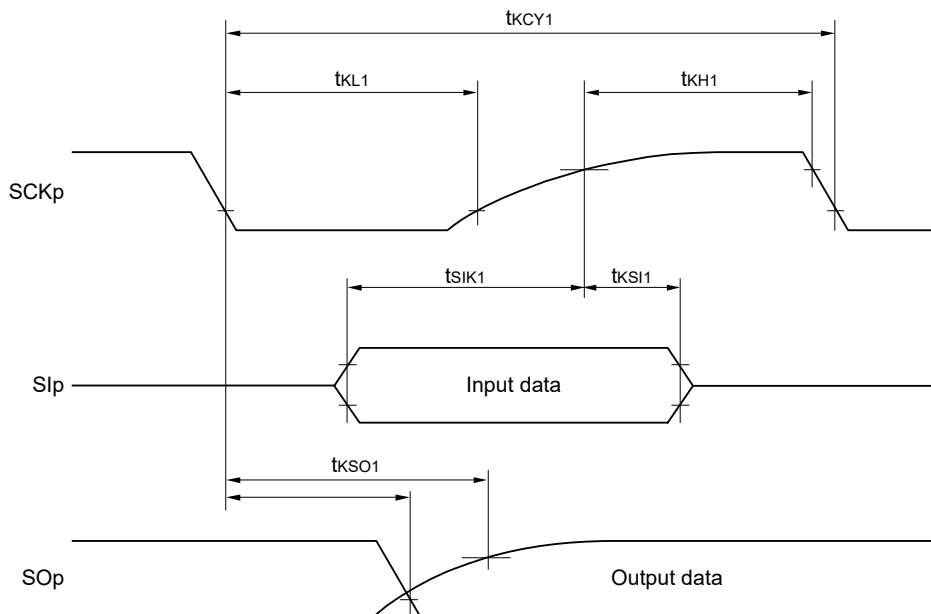 tKCY1
tKL1
tKH1
SCKp
tSIK1
tKSI1
SIp
Input data
tKSO1
SOp
Output data